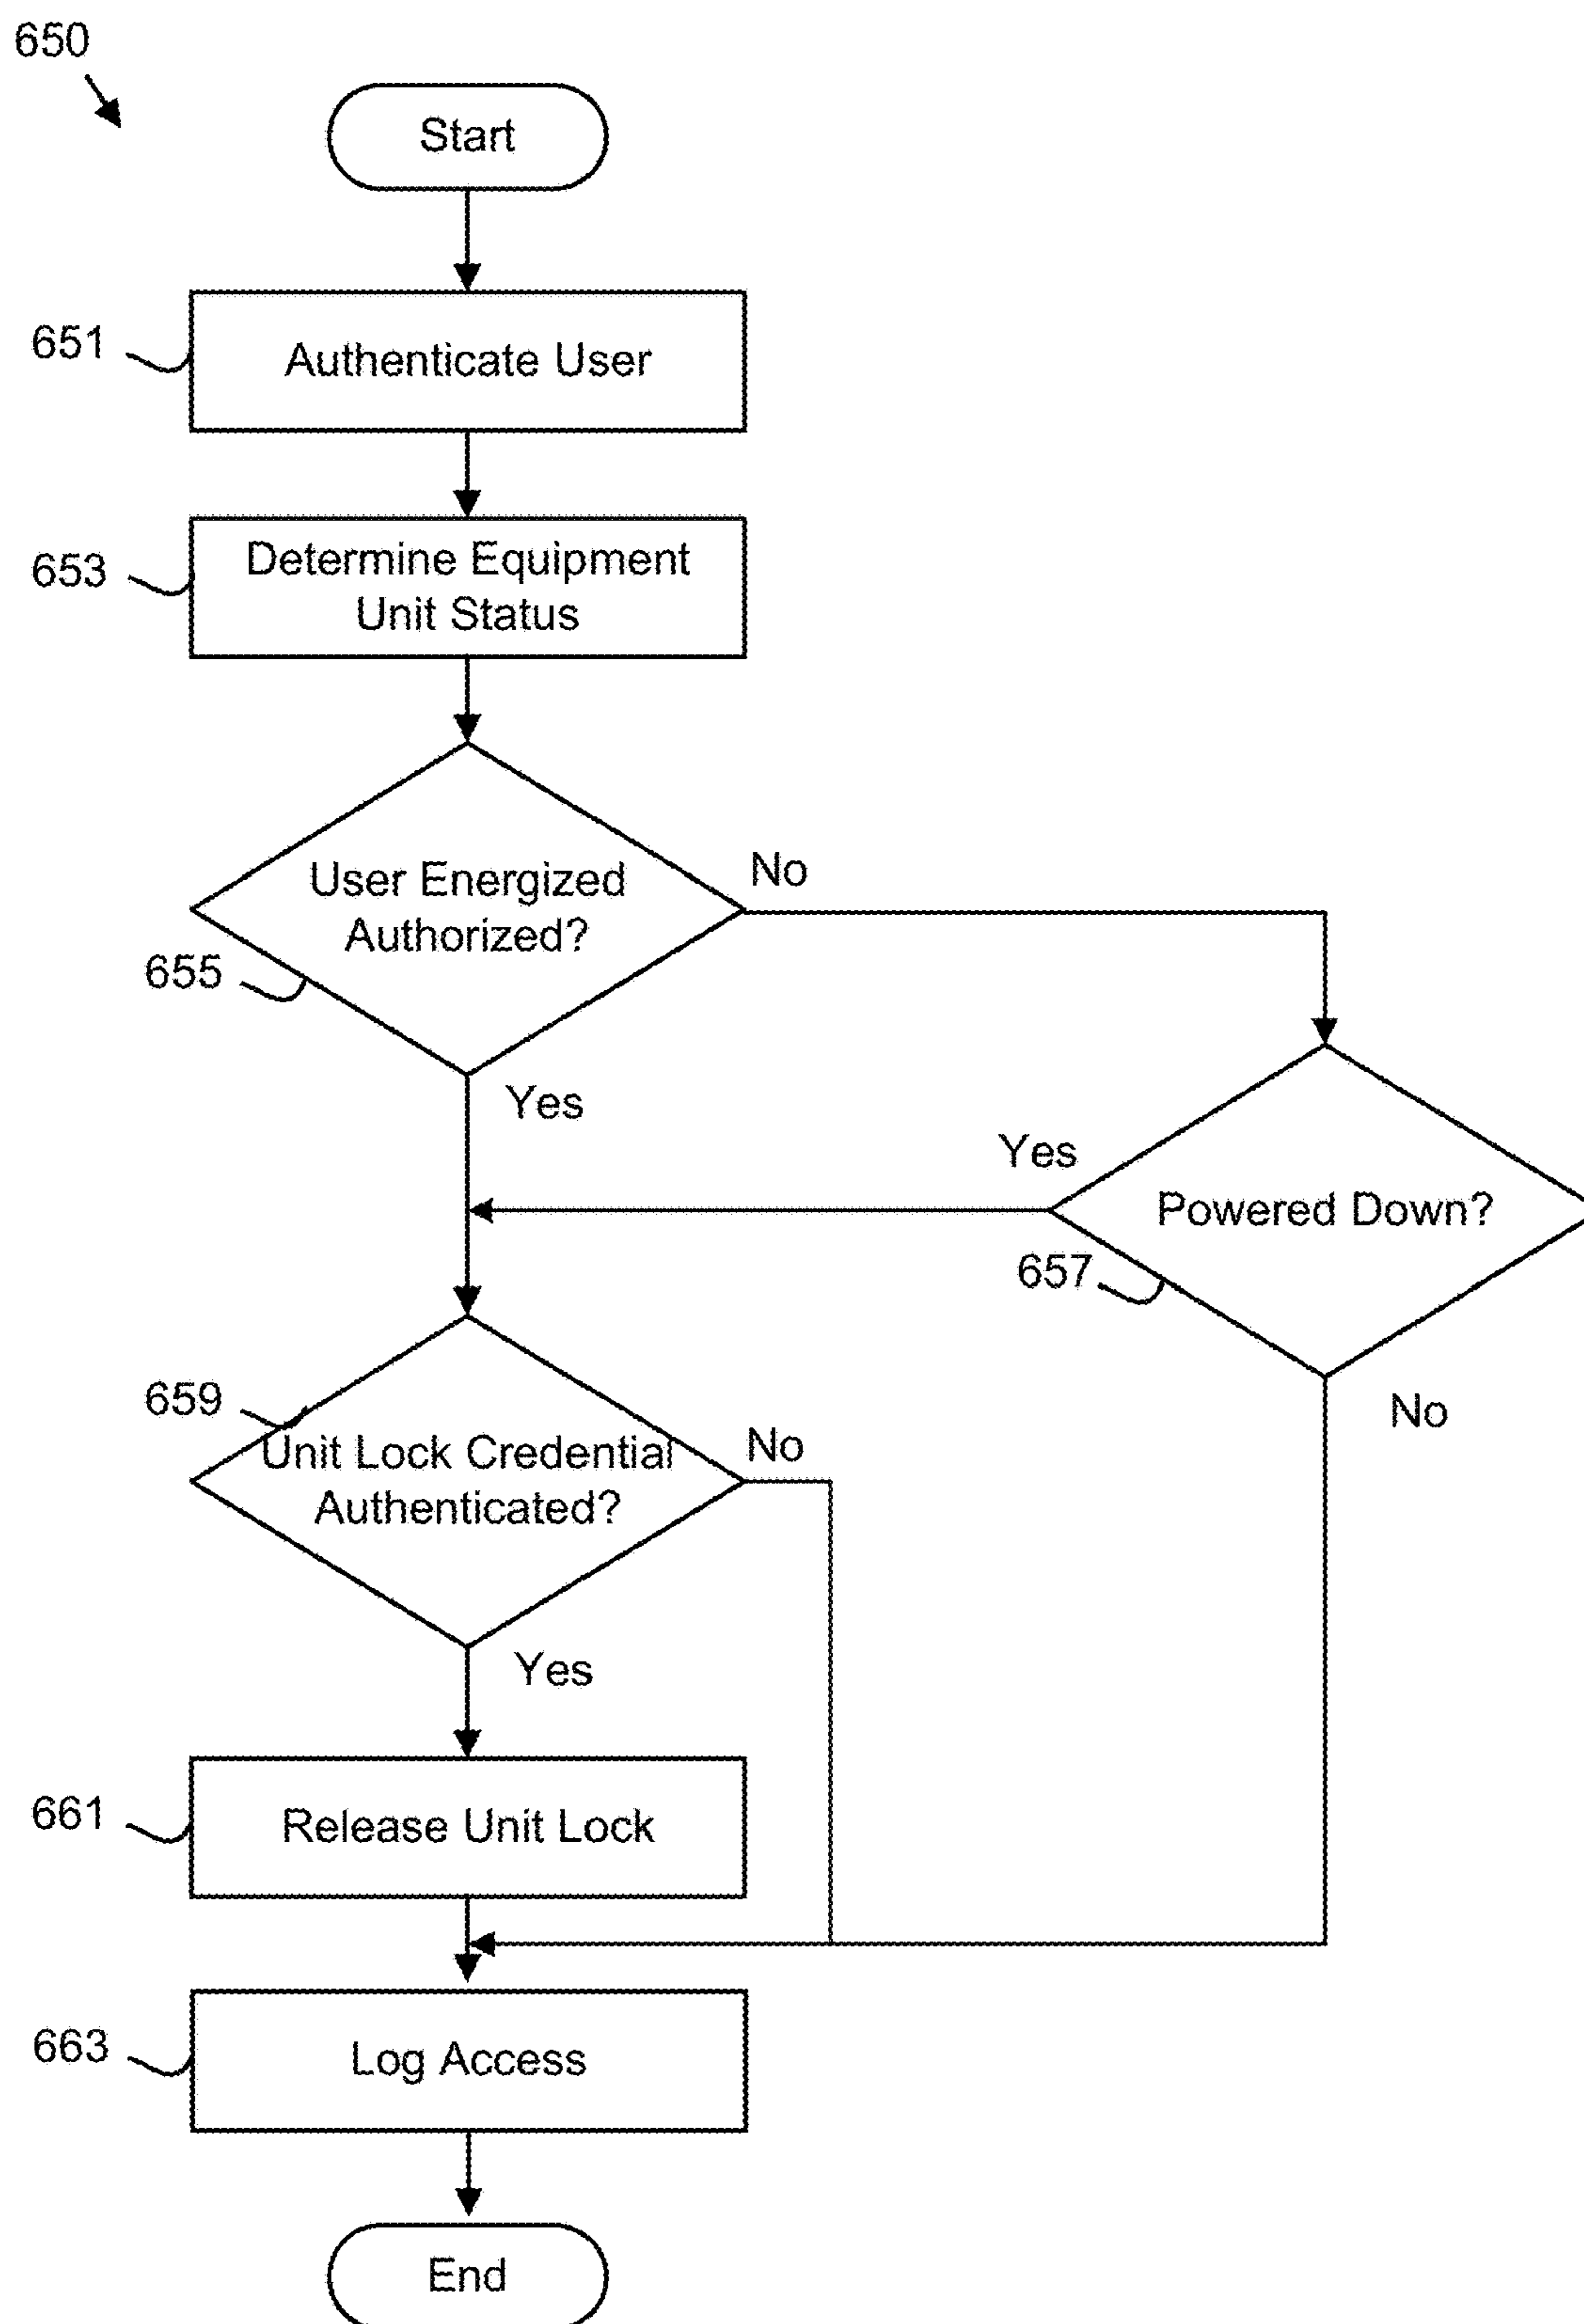 650
Start
651
Authenticate User
653
Determine Equipment
Unit Status
User Energized
Authorized?
No
655
Yes
Yes
Powered Down?
657
No
659
Unit Lock Credential
Authenticated?
No
Yes
661
Release Unit Lock
663
Log Access
End